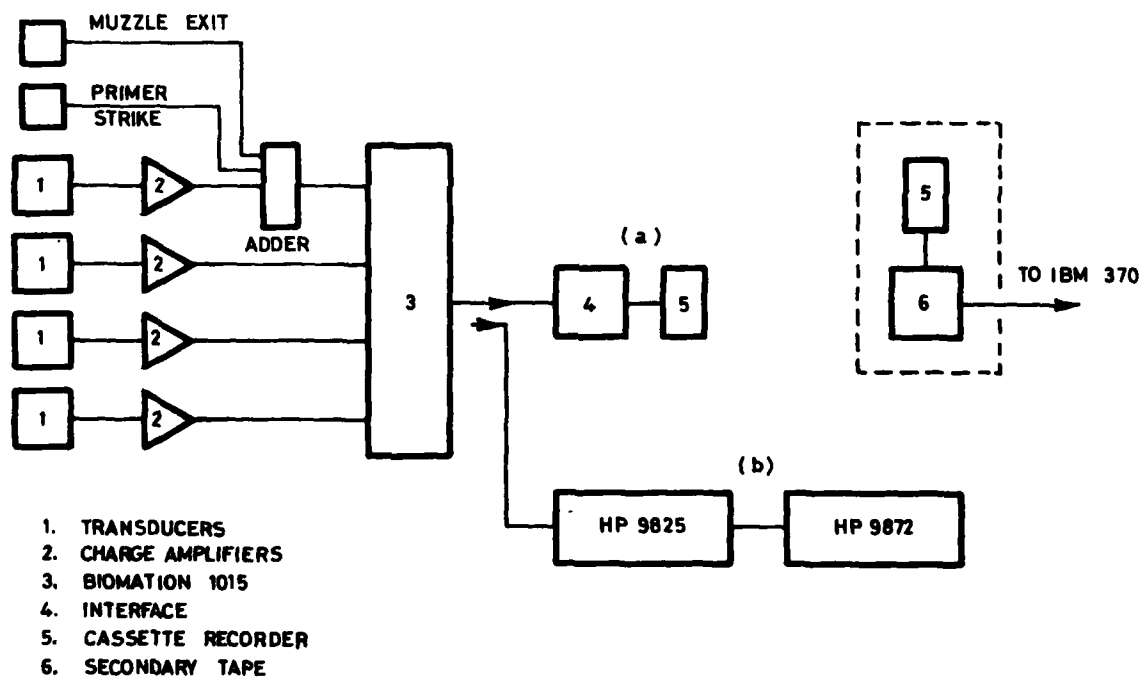 MUZZLE EXIT
PRIMER
STRIKE
1
2
ADDER
1
2
1
2
1
2
3
(a)
4
5
5
6
TO IBM 370
(b)
HP 9825
HP 9872
1. TRANSDUCERS
2. CHARGE AMPLIFIERS
3. BIOMATION 1015
4. INTERFACE
5. CASSETTE RECORDER
6. SECONDARY TAPE